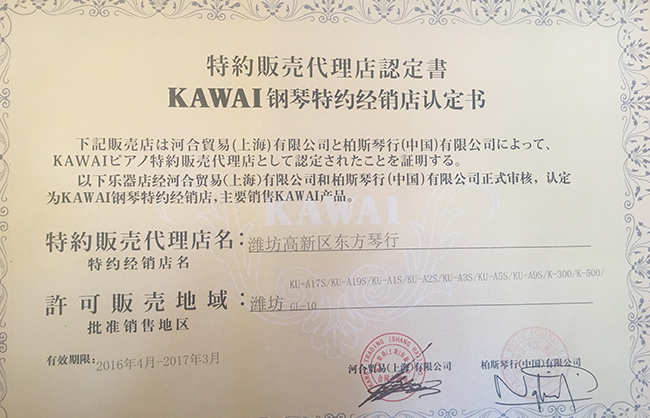 特約販売代理店認定書
KAWAI钢琴特约经销店认定书
下記販売店は河合貿易(上海)有限公司と柏斯琴行(中国)有限公司によって、
KAWAIピアノ特約販売代理店として認定されたことを証明する。
以下乐器店经河合贸易(上海)有限公司和柏斯琴行(中国)有限公司正式审核，认定
为KAWAI钢琴特约经销店，主要销售KAWAI产品。
KAWAI
特約販売代理店名：潍坊高新区东方琴行
特约经销店名
KU-A17S/KU-A19S/KU-A1S/KU-A2S/KU-A3S/KU-A5S/KU-A9S/K-300/K-500/
許可販売地域：潍坊 GL-10
批准销售地区
有效期限：2016年4月-2017年3月
河合贸易(上海)有限公司 柏斯琴行(中国)有限公司